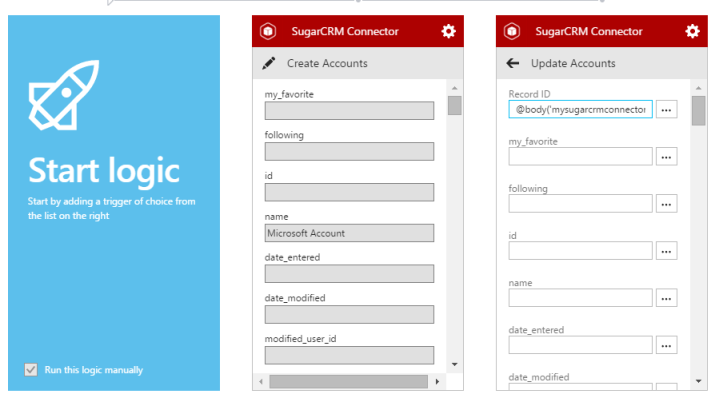 Start logic
Start by adding a trigger of choice from
the list on the right
Run this logic manually
SugarCRM Connector
Create Accounts
my_favorite
following
id
name
Microsoft Account
date_entered
date_modified
modified_user_id
SugarCRM Connector
Update Accounts
Record ID
@body('mysugarcrmconnector
...
my_favorite
...
following
...
id
...
name
...
date_entered
...
date_modified